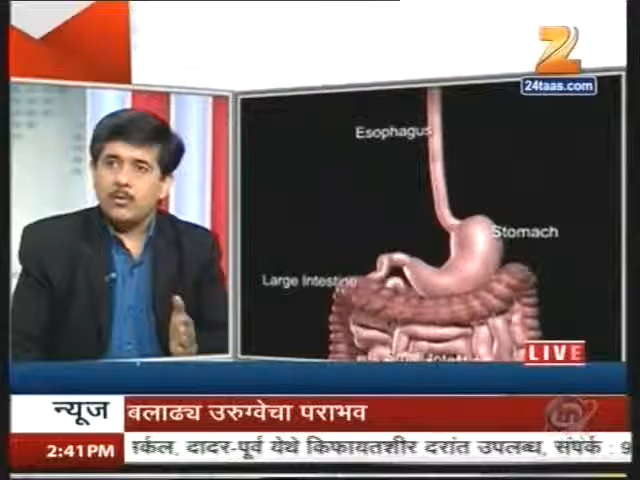 24taas.com
Esophagus
Stomach
Large Intestine
LIVE
न्यूज
बलाढ्य उरुग्वेचा पराभव
2:41PM
र्कल, दादर-पूर्व येथे किफायतशीर दरांत उपलब्ध, संपर्क : 9